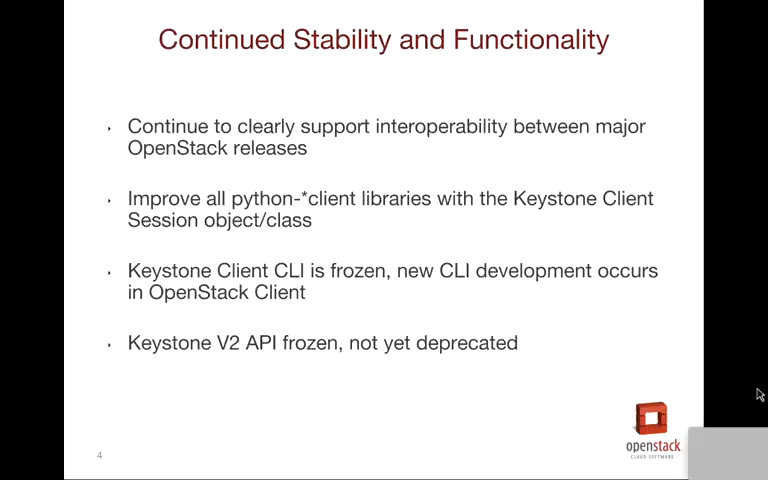 Continued Stability and Functionality
‣ Continue to clearly support interoperability between major
OpenStack releases
‣ Improve all python-*client libraries with the Keystone Client
Session object/class
‣ Keystone Client CLI is frozen, new CLI development occurs
in OpenStack Client
‣ Keystone V2 API frozen, not yet deprecated
openstack
CLOUD SOFTWARE
4